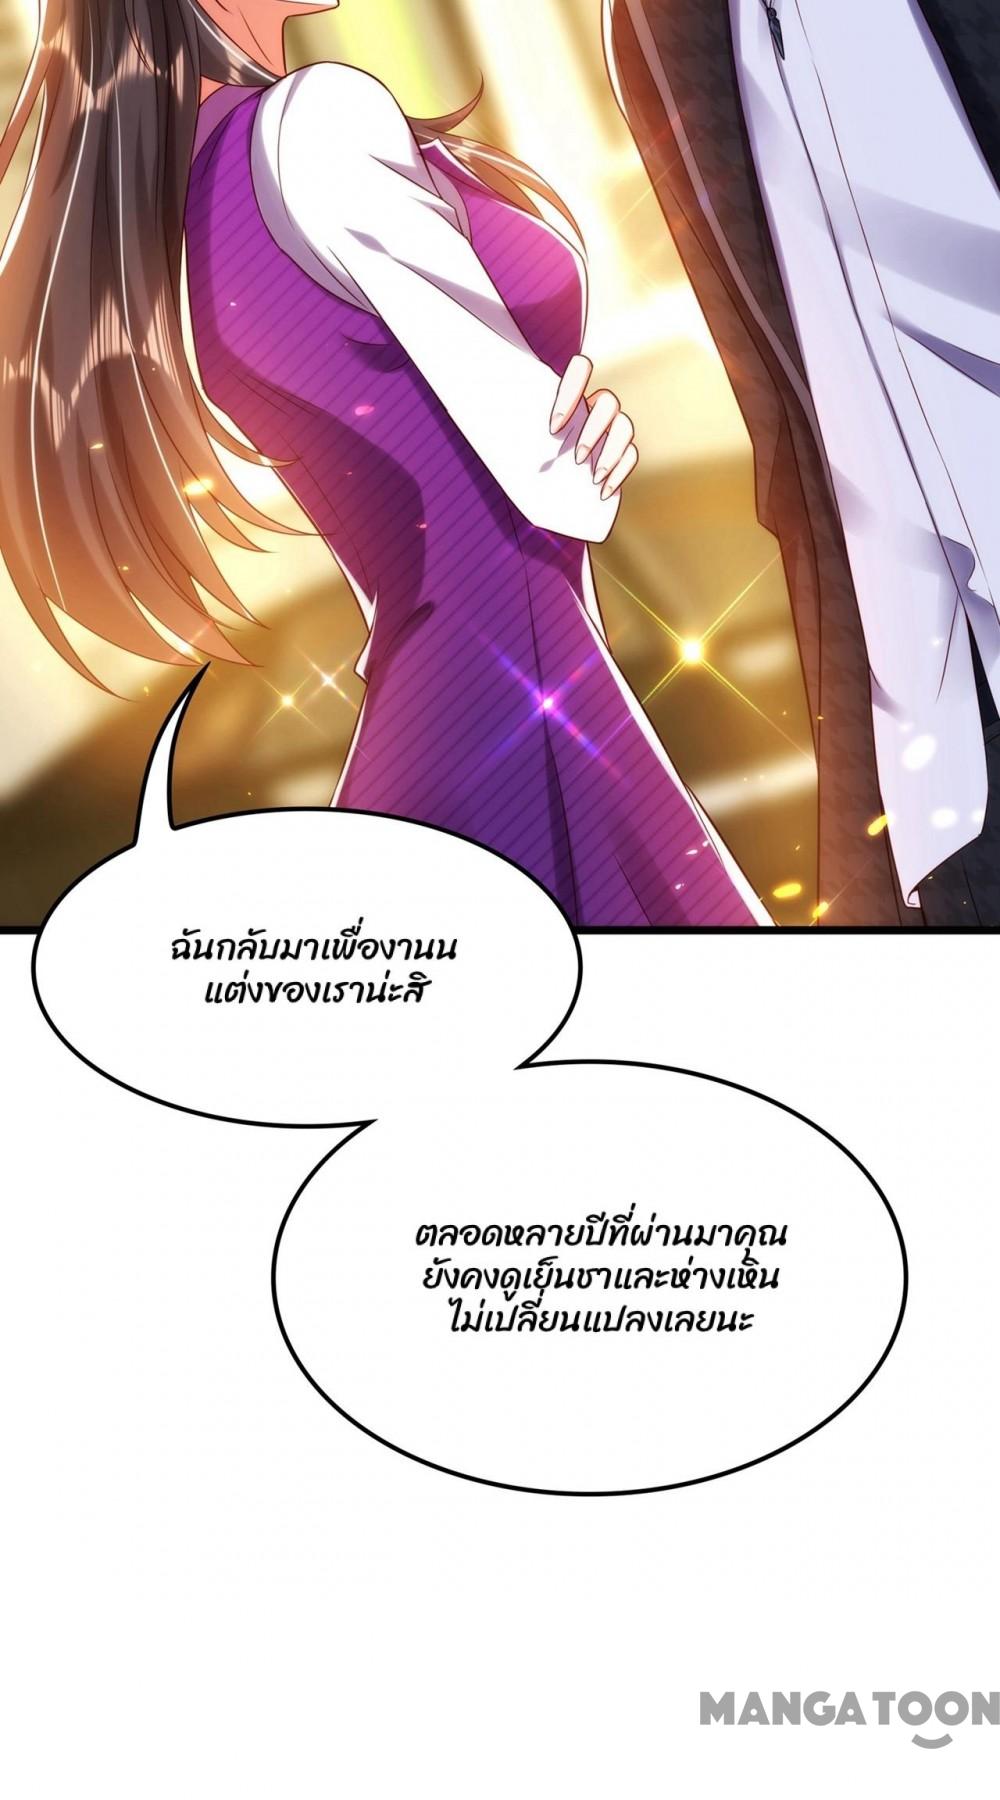 ฉันกลับมาเพื่องานน
แต่งของเราน่ะสิ
ตลอดหลายปีที่ผ่านมาคุณ
ยังคงดูเย็นชาและห่างเหิน
ไม่เปลี่ยนแปลงเลยนะ
MANGATOON